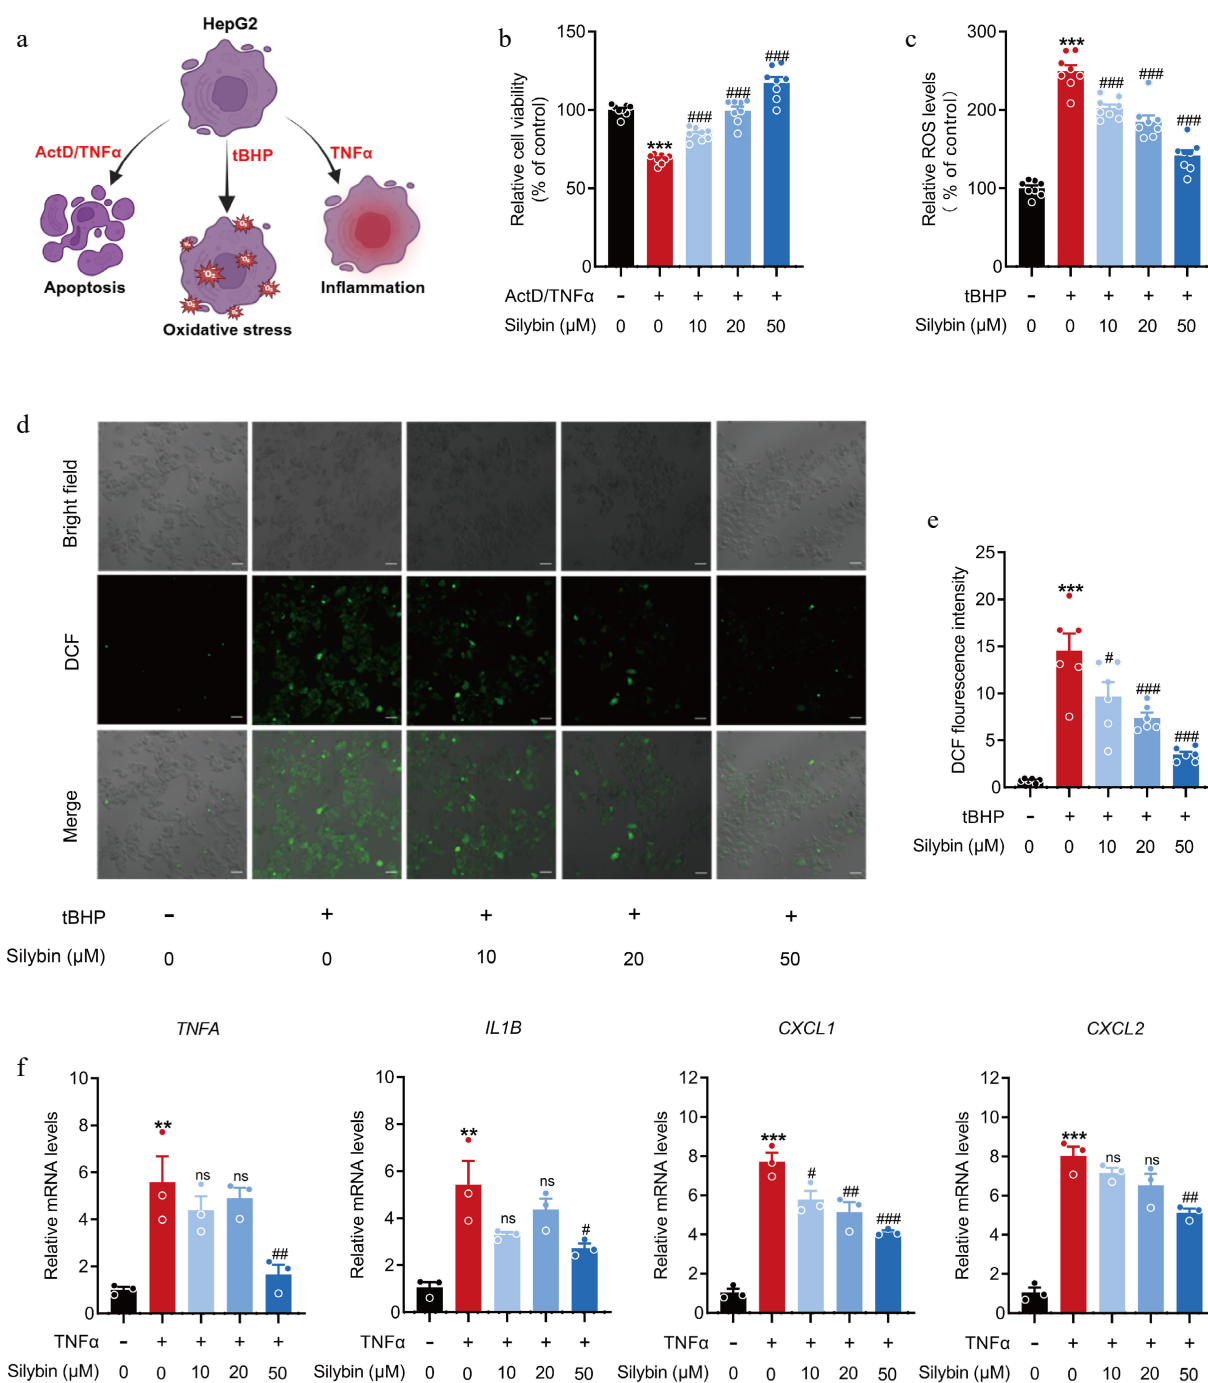 a
HepG2
ActD/TNFα
tBHP
TNFα
O₂
O₂
O₂
O₂
O₂
O₂
O₂
Apoptosis
Oxidative stress
Inflammation
b
Relative cell viability
(% of control)
150
100
50
0
***
###
###
###
ActD/TNFα - + + + +
Silybin (μM) 0 0 10 20 50
c
Relative ROS levels
( % of control)
300
200
100
0
***
###
###
###
tBHP - + + + +
Silybin (μM) 0 0 10 20 50
d
Bright field
DCF
Merge
tBHP - + + + +
Silybin (μM) 0 0 10 20 50
e
DCF flourescence intensity
25
20
15
10
5
0
***
#
###
###
tBHP - + + + +
Silybin (μM) 0 0 10 20 50
f
TNFA
Relative mRNA levels
10
8
6
4
2
0
**
ns
ns
##
TNFα - + + + +
Silybin (μM) 0 0 10 20 50
IL1B
Relative mRNA levels
10
8
6
4
2
0
**
ns
ns
#
TNFα - + + + +
Silybin (μM) 0 0 10 20 50
CXCL1
Relative mRNA levels
12
10
8
6
4
2
0
***
#
##
###
TNFα - + + + +
Silybin (μM) 0 0 10 20 50
CXCL2
Relative mRNA levels
12
10
8
6
4
2
0
***
ns
ns
##
TNFα - + + + +
Silybin (μM) 0 0 10 20 50